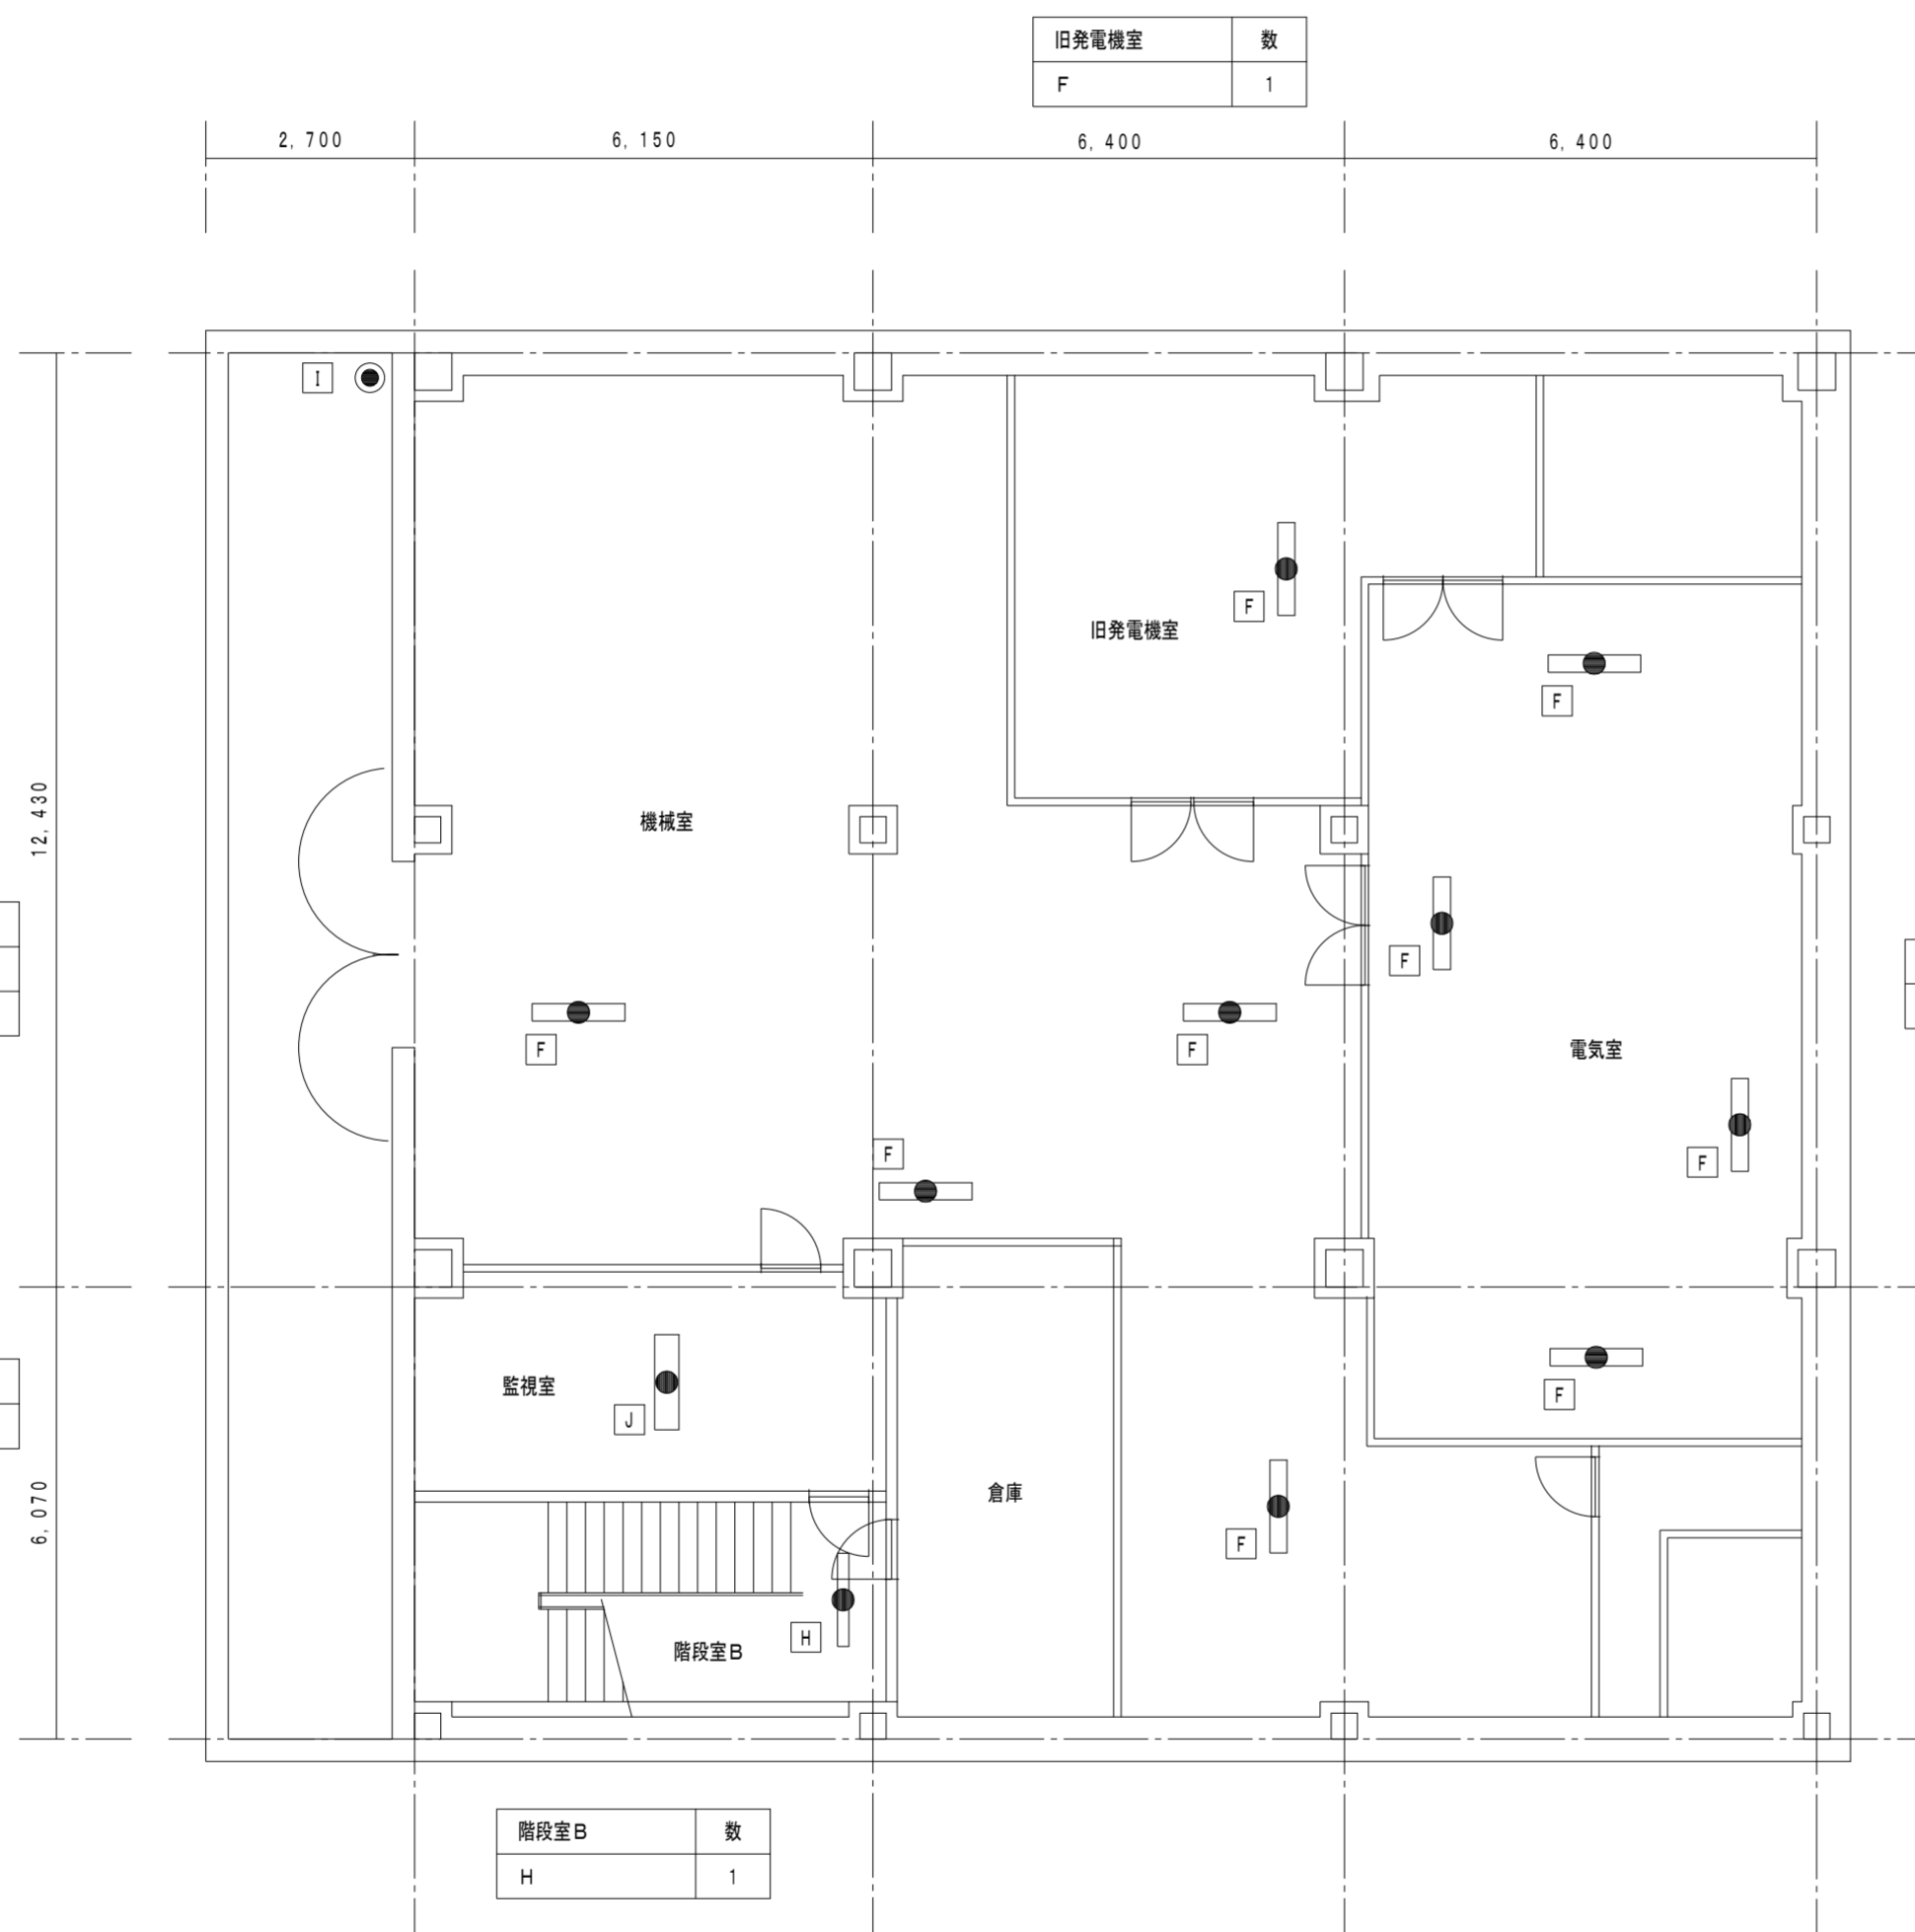 旧発電機室 数
F 1
2,700 6,150 6,400 6,400
I
F
旧発電機室
F
12,430
機械室
F
F
F
電気室
F
F
F
監視室
J
倉庫
6,070
F
H
階段室B
階段室B 数
H 1